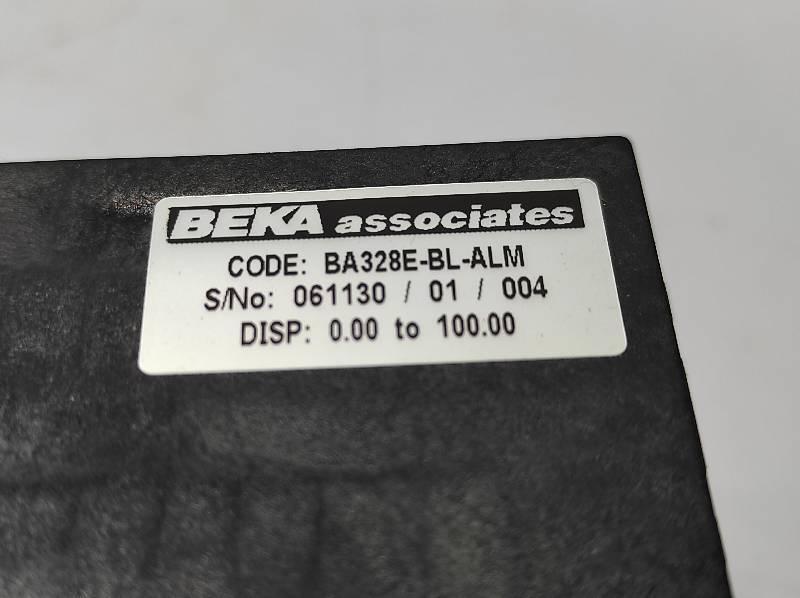 BEKA associates
CODE: BA328E-BL-ALM
S/No: 061130 / 01 / 004
DISP: 0.00 to 100.00